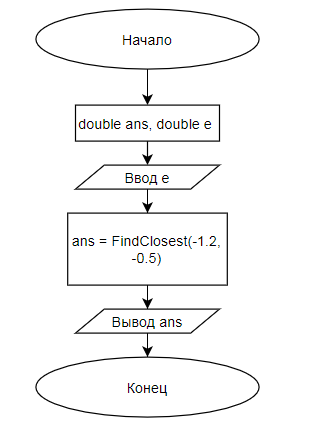 Начало
double ans, double e
Ввод e
ans = FindClosest(-1.2,
-0.5)
Вывод ans
Конец